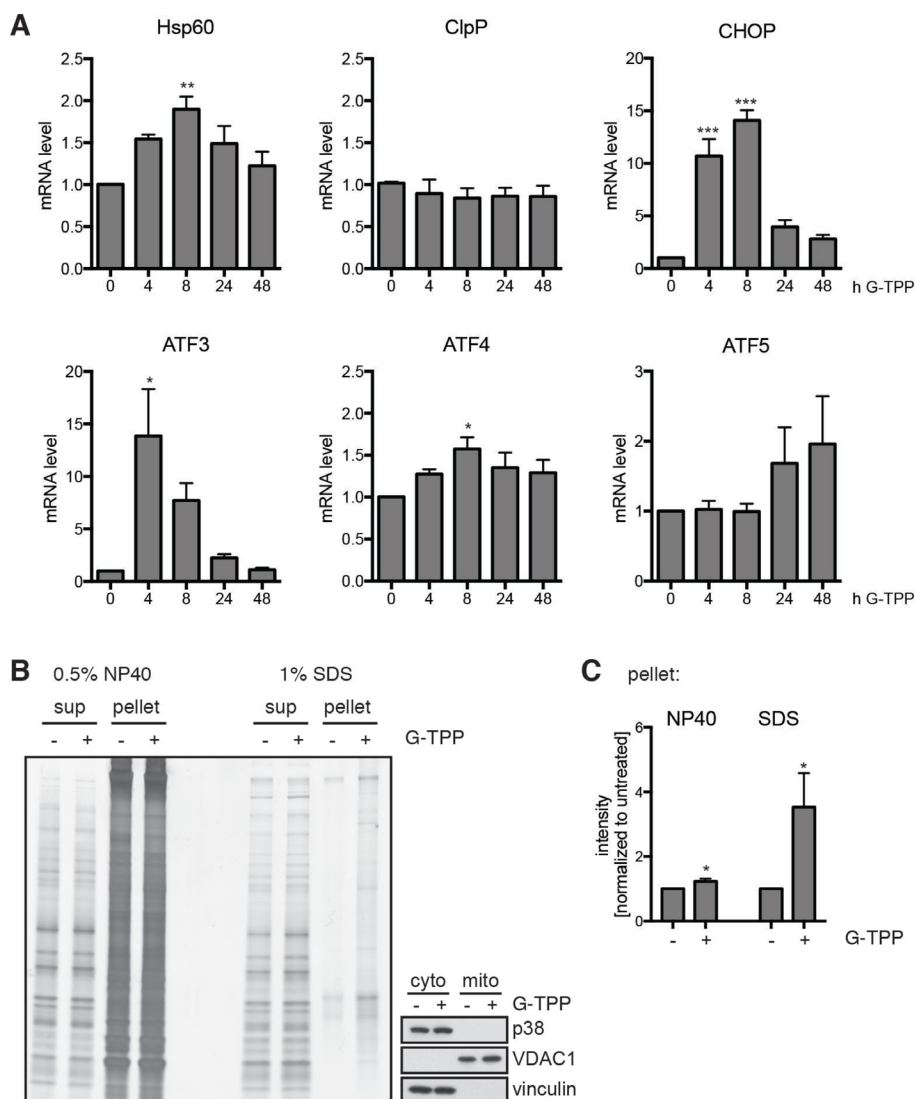 A
Hsp60 ClpP CHOP
mRNA level
2.5
2.0
1.5
1.0
0.5
0.0
**
0 4 8 24 48
mRNA level
2.5
2.0
1.5
1.0
0.5
0.0
0 4 8 24 48
mRNA level
20
15
10
5
0
*** ***
0 4 8 24 48 h G-TPP
ATF3 ATF4 ATF5
mRNA level
20
15
10
5
0
*
0 4 8 24 48
mRNA level
2.5
2.0
1.5
1.0
0.5
0.0
*
0 4 8 24 48
mRNA level
3
2
1
0
0 4 8 24 48 h G-TPP
B
0.5% NP40 1% SDS
sup pellet sup pellet
- + - + - + - + G-TPP
cyto mito
- + - + G-TPP
p38
VDAC1
vinculin
C pellet:
NP40 SDS
intensity
[normalized to untreated]
6
4
2
0
* *
- + - + G-TPP